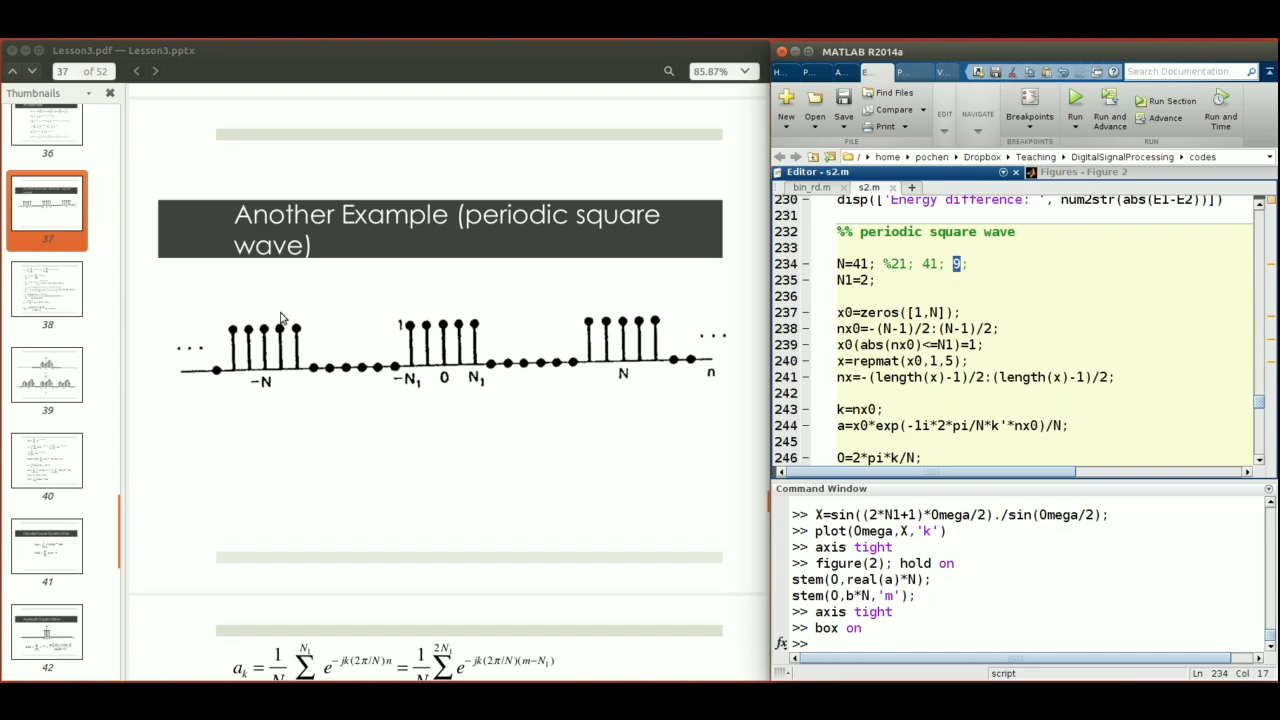 Lesson3.pdf — Lesson3.pptx
37 of 52
85.87%
Thumbnails
36
37
38
39
40
41
42
Another Example (periodic square
wave)
1
−N −N₁ 0 N₁ N n
MATLAB R2014a
H... P... A... E... P... V...
Search Documentation
New Open Save
Find Files
Compare
Print
EDIT
NAVIGATE
Breakpoints
Run
Run and Advance
Run Section
Advance
Run and Time
FILE
BREAKPOINTS
RUN
/ home pochen Dropbox Teaching DigitalSignalProcessing codes
Editor - s2.m
Figures - Figure 2
bin_rd.m s2.m
230 disp(['Energy difference: ', num2str(abs(E1-E2))])
231
232 %% periodic square wave
233
234 N=41; %21; 41; 9;
235 N1=2;
236
237 x0=zeros([1,N]);
238 nx0=-(N-1)/2:(N-1)/2;
239 x0(abs(nx0)<=N1)=1;
240 x=repmat(x0,1,5);
241 nx=-(length(x)-1)/2:(length(x)-1)/2;
242
243 k=nx0;
244 a=x0*exp(-1i*2*pi/N*k'*nx0)/N;
245
246 O=2*pi*k/N;
Command Window
>> X=sin((2*N1+1)*Omega/2)./sin(Omega/2);
>> plot(Omega,X,'k')
>> axis tight
>> figure(2); hold on
stem(O,real(a)*N);
stem(O,b*N,'m');
>> axis tight
>> box on
fx >>
script
Ln 234 Col 17